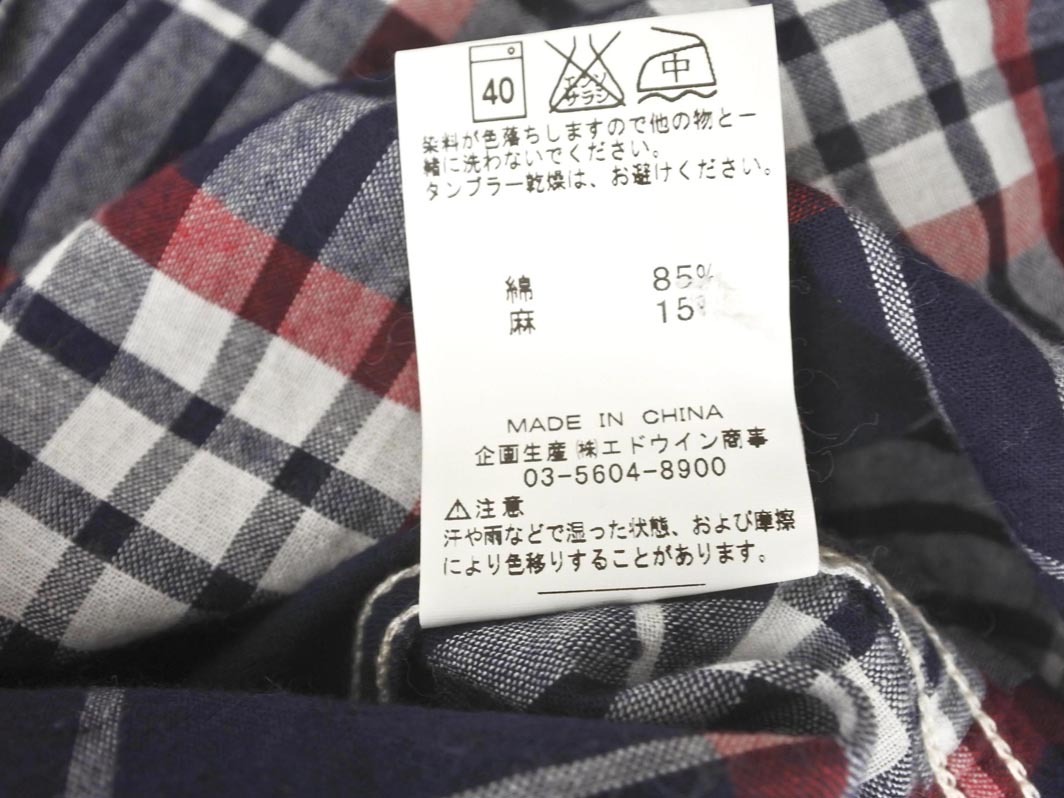 40
エンソ
サラシ
中
染料が色落ちしますので他の物と一
緒に洗わないでください。
タンブラー乾燥は、お避けください。
綿 85%
麻 15%
MADE IN CHINA
企画生産 ㈱エドウイン商事
03-5604-8900
⚠注意
汗や雨などで湿った状態、および摩擦
により色移りすることがあります。